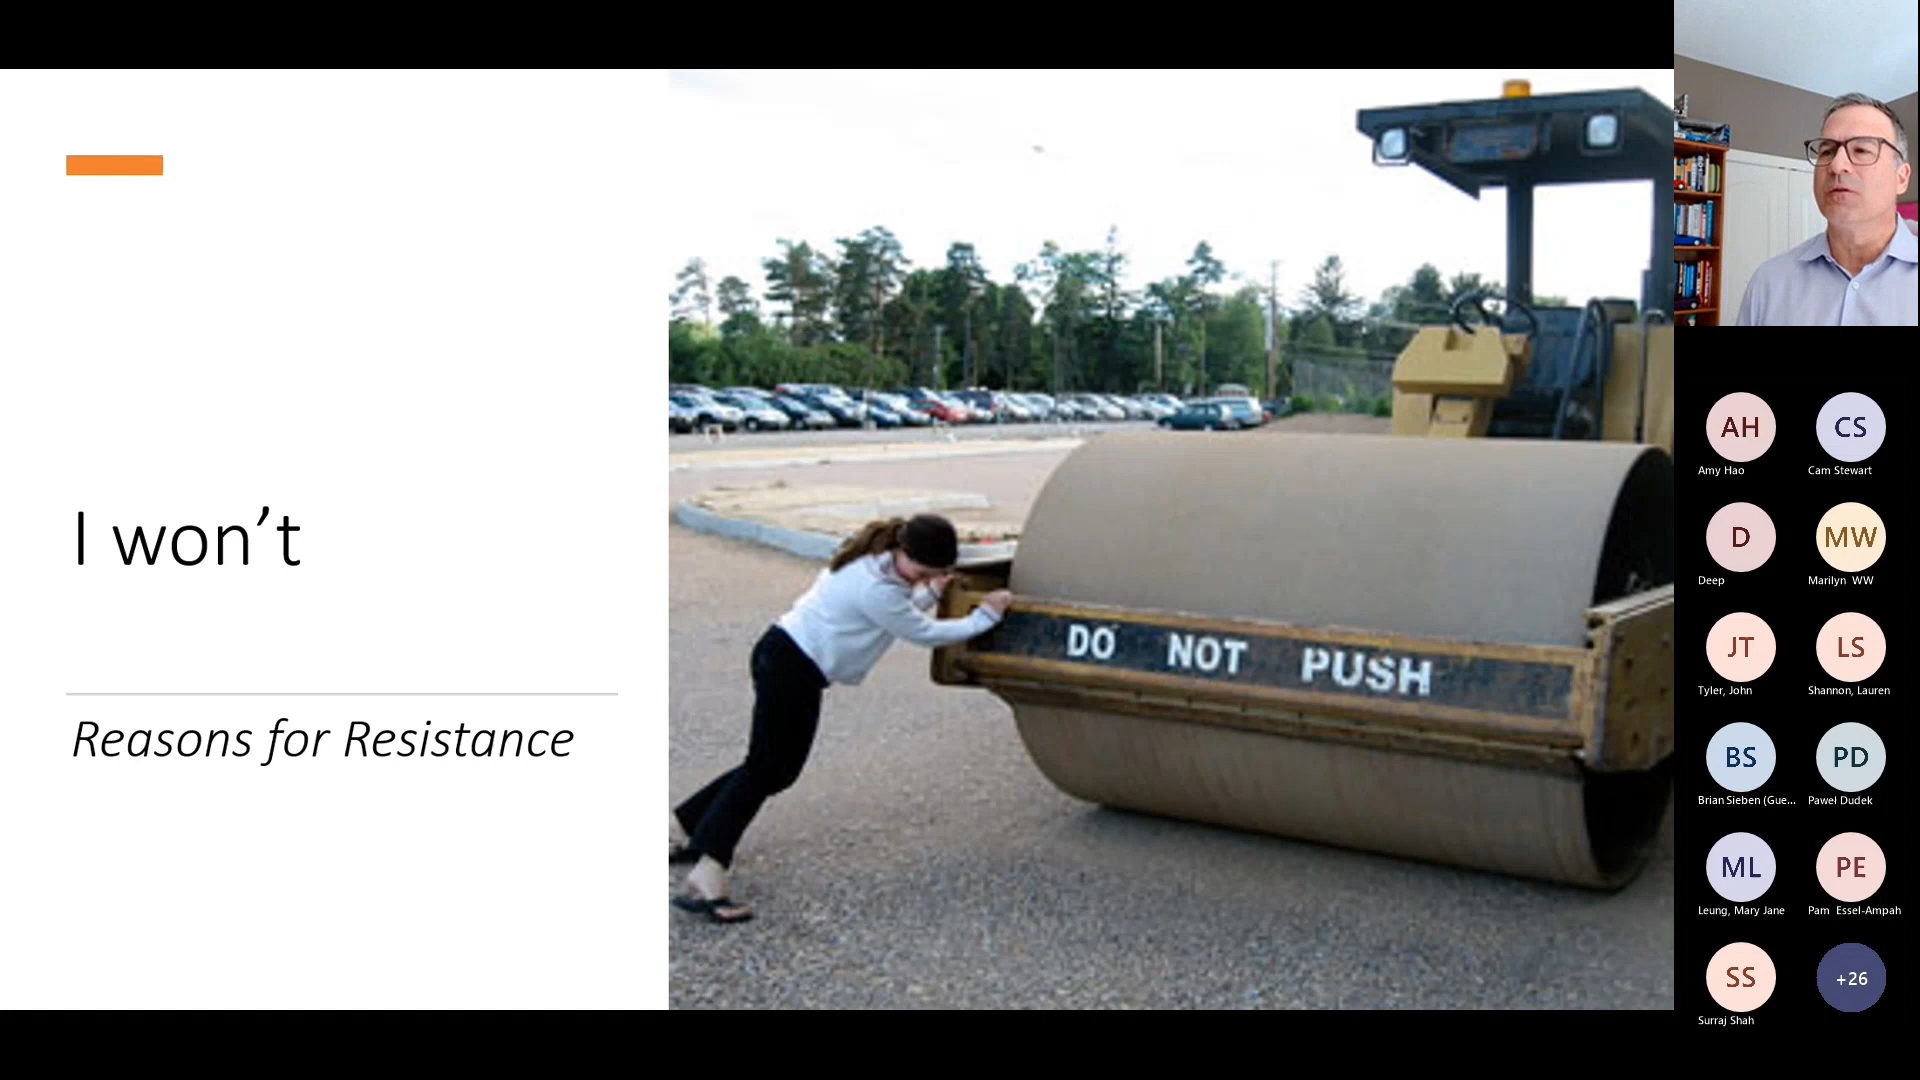 I won’t
Reasons for Resistance
DO NOT PUSH
AH
Amy Hao
CS
Cam Stewart
D
Deep
MW
Marilyn WW
JT
Tyler, John
LS
Shannon, Lauren
BS
Brian Sieben (Gue...
PD
Paweł Dudek
ML
Leung, Mary Jane
PE
Pam Essel-Ampah
SS
Surraj Shah
+26